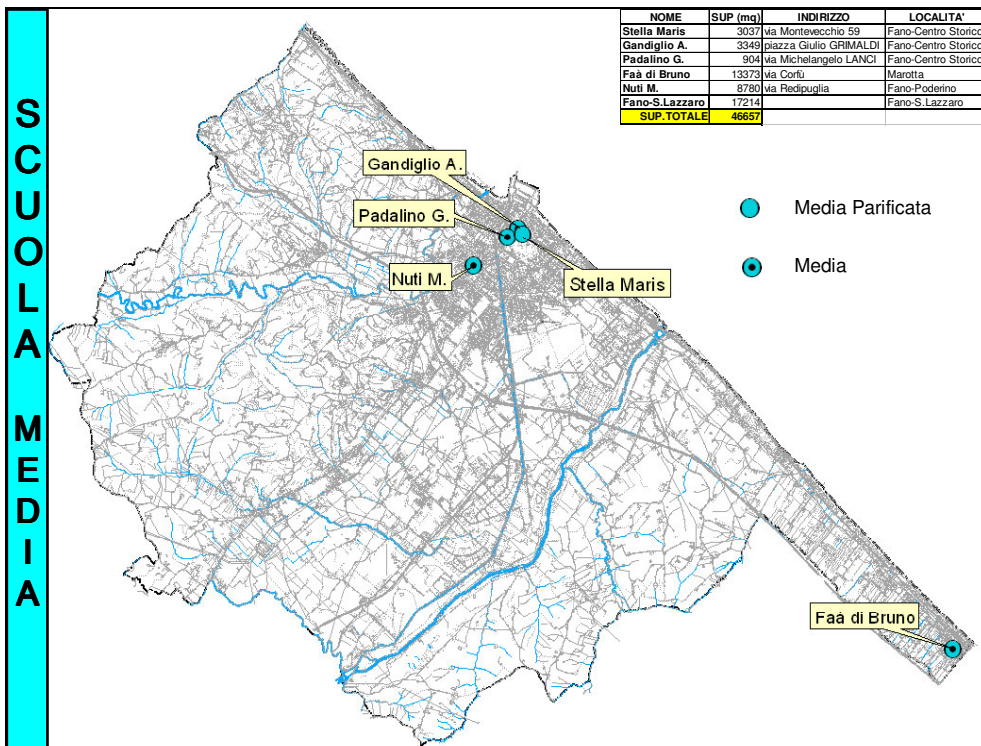 SCUOLA MEDIA
NOME SUP (mq) INDIRIZZO LOCALITA'
Stella Maris 3037 via Montevecchio 59 Fano-Centro Storico
Gandiglio A. 3349 piazza Giulio GRIMALDI Fano-Centro Storico
Padalino G. 904 via Michelangelo LANCI Fano-Centro Storico
Faà di Bruno 13373 via Corfù Marotta
Nuti M. 8780 via Redipuglia Fano-Poderino
Fano-S.Lazzaro 17214 Fano-S.Lazzaro
SUP.TOTALE 46657
Gandiglio A.
Padalino G.
Nuti M.
Stella Maris
Media Parificata
Media
Faà di Bruno